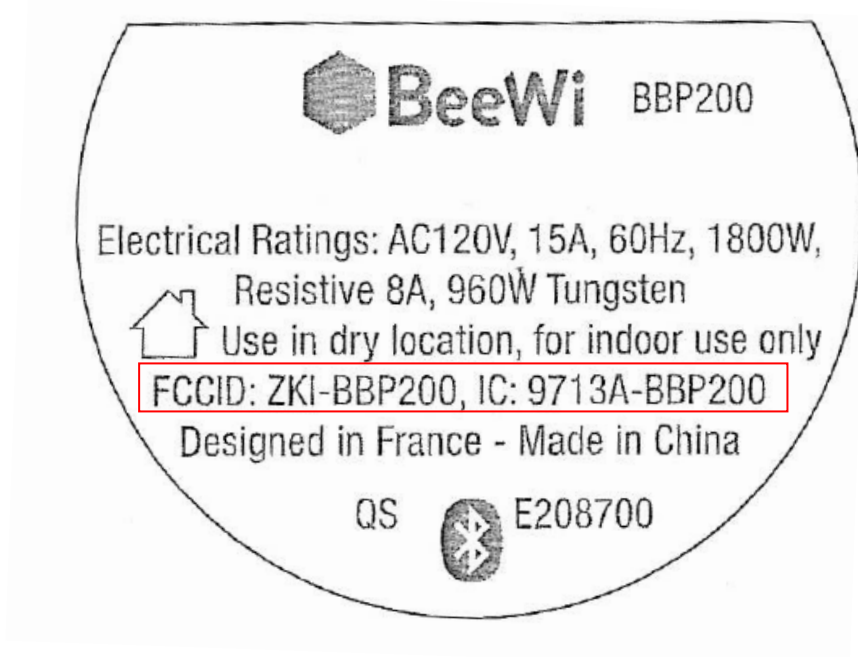 BeeWi BBP200
Electrical Ratings: AC120V, 15A, 60Hz, 1800W,
Resistive 8A, 960W Tungsten
Use in dry location, for indoor use only
FCCID: ZKI-BBP200, IC: 9713A-BBP200
Designed in France - Made in China
QS E208700